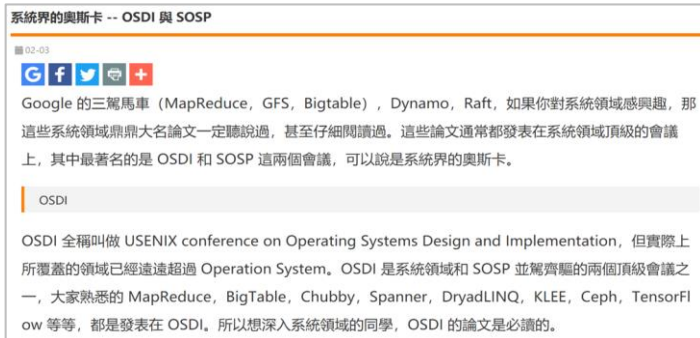 系統界的奧斯卡 -- OSDI 與 SOSP
02-03
Google 的三駕馬車（MapReduce，GFS，Bigtable）, Dynamo，Raft，如果你對系統領域感興趣，那
這些系統領域鼎鼎大名論文一定聽說過，甚至仔細閱讀過。這些論文通常都發表在系統領域頂級的會議
上，其中最著名的是 OSDI 和 SOSP 這兩個會議，可以說是系統界的奧斯卡。
OSDI
OSDI 全稱叫做 USENIX conference on Operating Systems Design and Implementation，但實際上
所覆蓋的領域已經遠遠超過 Operation System。OSDI 是系統領域和 SOSP 並駕齊驅的兩個頂級會議之
一，大家熟悉的 MapReduce，BigTable，Chubby，Spanner，DryadLINQ，KLEE，Ceph，TensorFl
ow 等等，都是發表在 OSDI。所以想深入系統領域的同學，OSDI 的論文是必讀的。